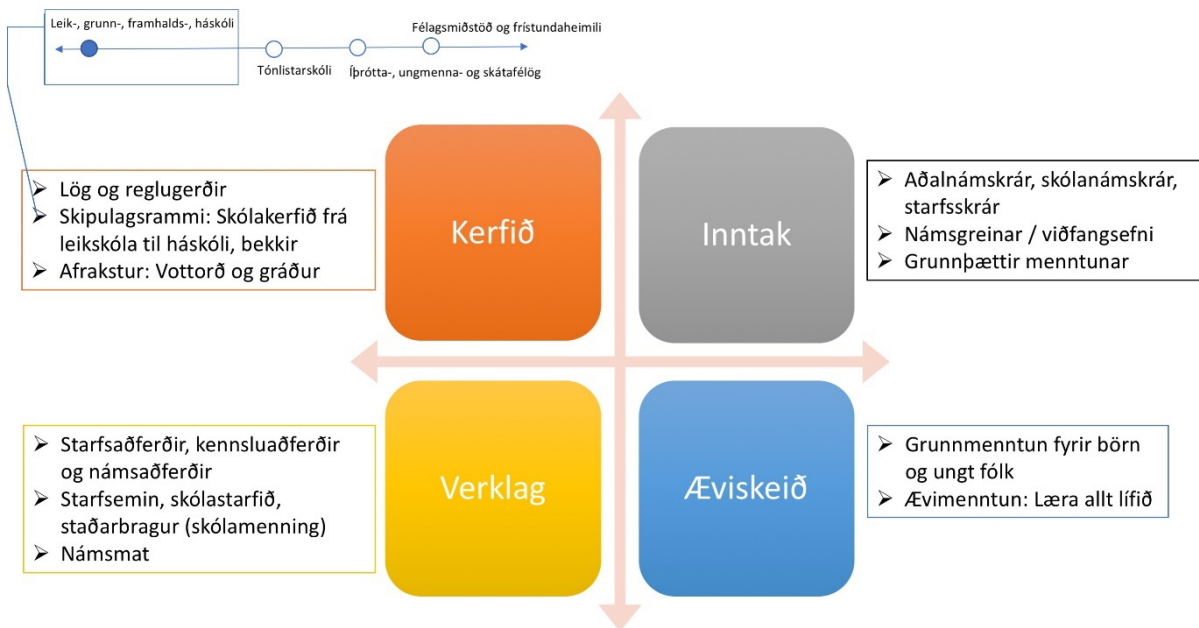 Leik-, grunn-, framhalds-, háskóli
Félagsmiðstöð og frístundaheimili
Tónlistarskóli
Íþrótta-, ungmenna- og skátafélög
➢ Lög og reglugerðir
➢ Skipulagsrammi: Skólakerfið frá
leikskóla til háskóli, bekkir
➢ Afrakstur: Vottorð og gráður
Kerfið
Inntak
➢ Aðalnámskrár, skólanámskrár,
starfsskrár
➢ Námsgreinar / viðfangsefni
➢ Grunnþættir menntunar
➢ Starfsaðferðir, kennsluaðferðir
og námsaðferðir
➢ Starfsemin, skólastarfið,
staðarbragur (skólamenning)
➢ Námsmat
Verklag
Æviskeið
➢ Grunnmenntun fyrir börn
og ungt fólk
➢ Ævimenntun: Læra allt lífið